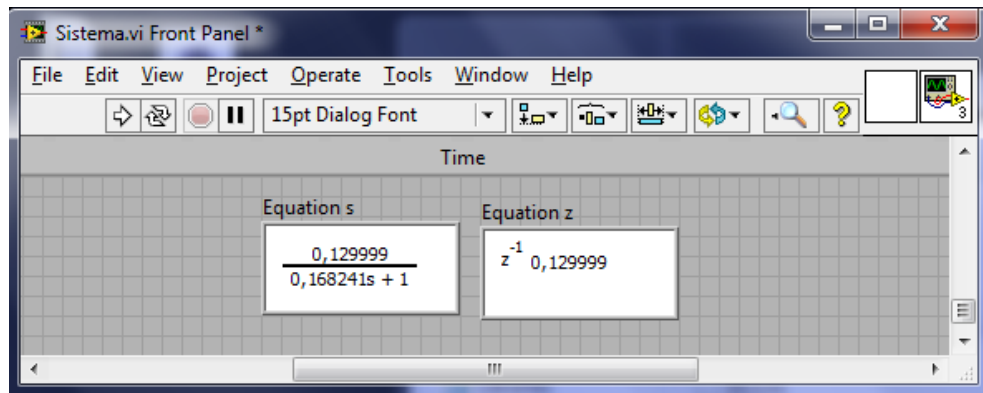 Sistema.vi Front Panel *
File Edit View Project Operate Tools Window Help
15pt Dialog Font
3
Time
Equation s
0,129999
0,168241s + 1
Equation z
z-1 0,129999